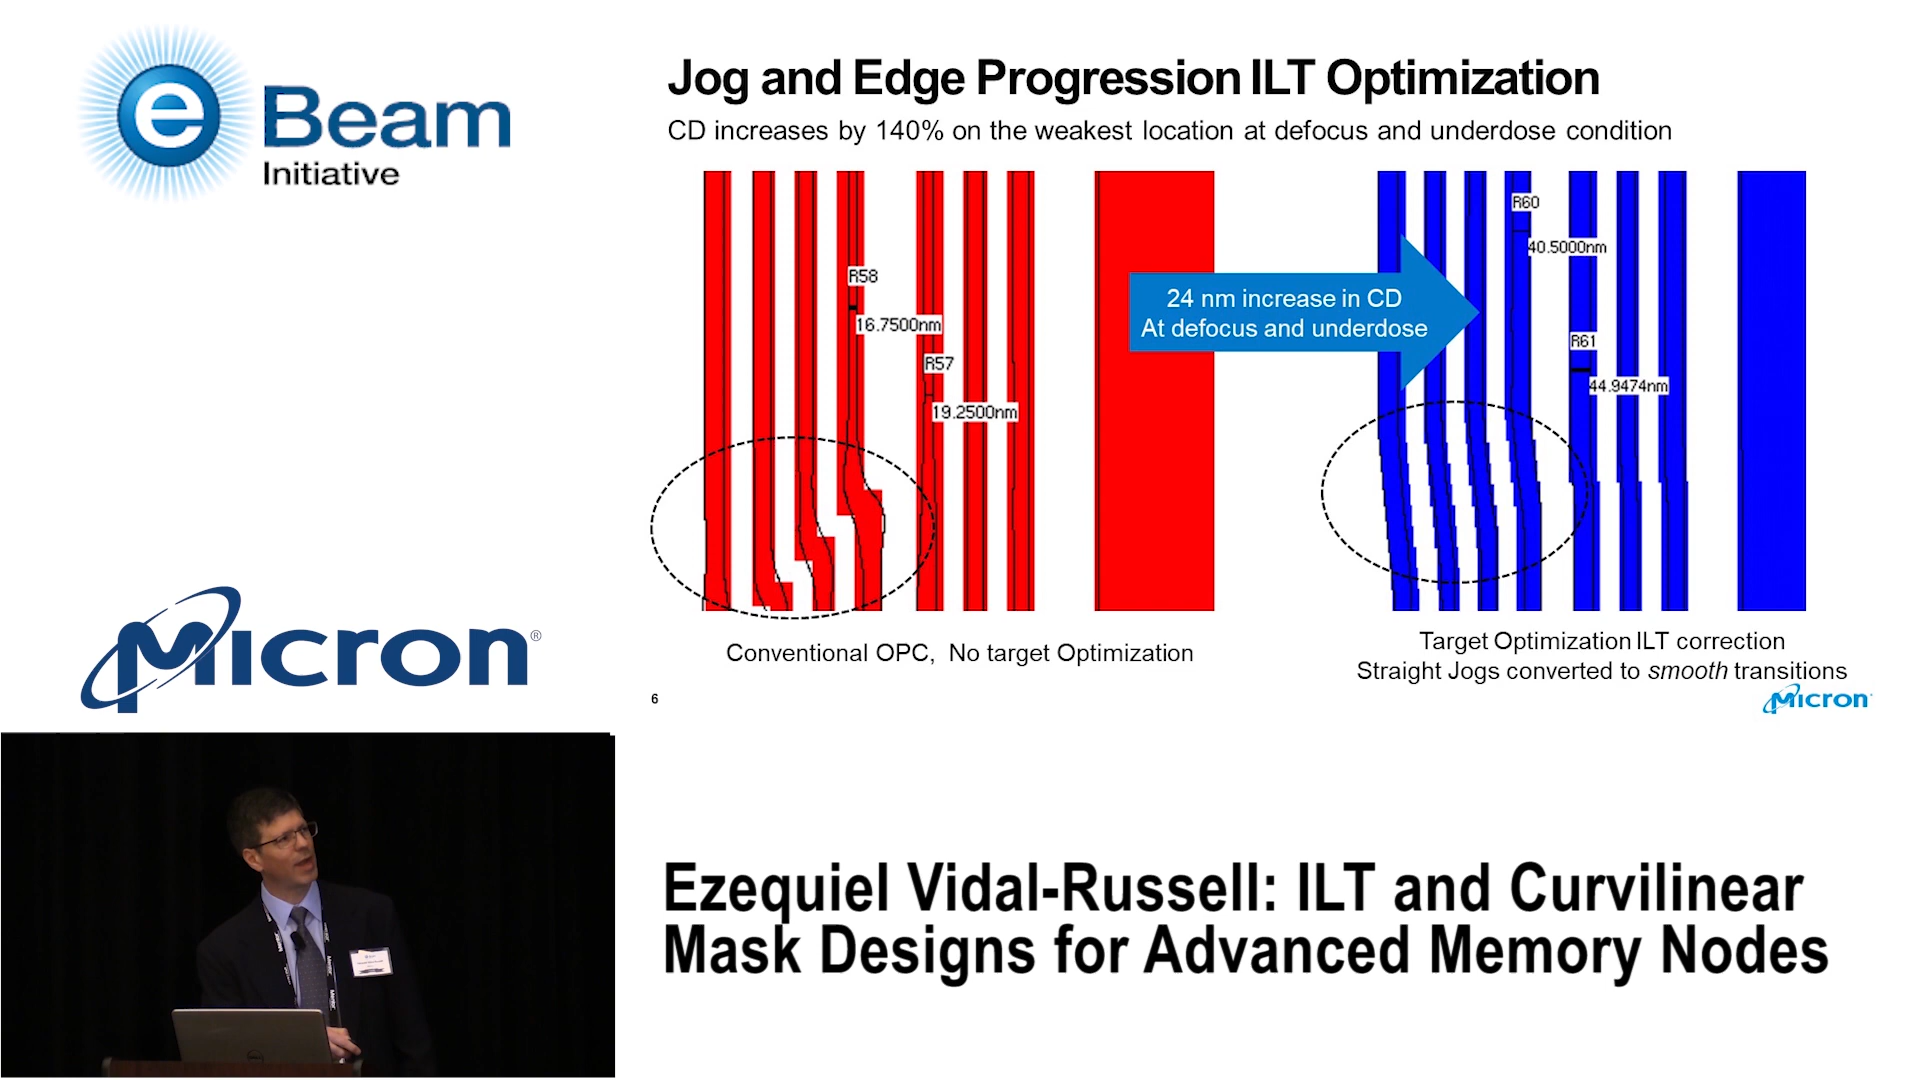 e Beam
Initiative
Jog and Edge Progression ILT Optimization
CD increases by 140% on the weakest location at defocus and underdose condition
R58
16.7500nm
R57
19.2500nm
24 nm increase in CD
At defocus and underdose
R60
40.5000nm
R61
44.9474nm
Conventional OPC, No target Optimization
Target Optimization ILT correction
Straight Jogs converted to smooth transitions
6
Micron
Micron®
Ezequiel Vidal-Russell: ILT and Curvilinear
Mask Designs for Advanced Memory Nodes